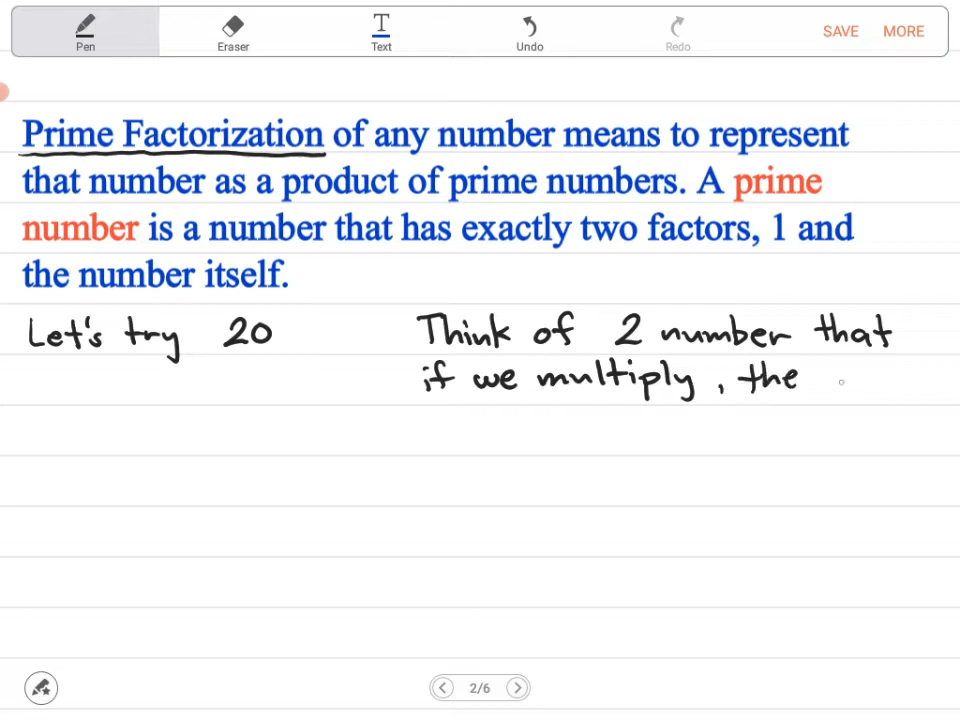 Pen Eraser Text Undo Redo SAVE MORE
Prime Factorization of any number means to represent
that number as a product of prime numbers. A prime
number is a number that has exactly two factors, 1 and
the number itself.
Let's try 20
Think of 2 number that
if we multiply, the
2/6